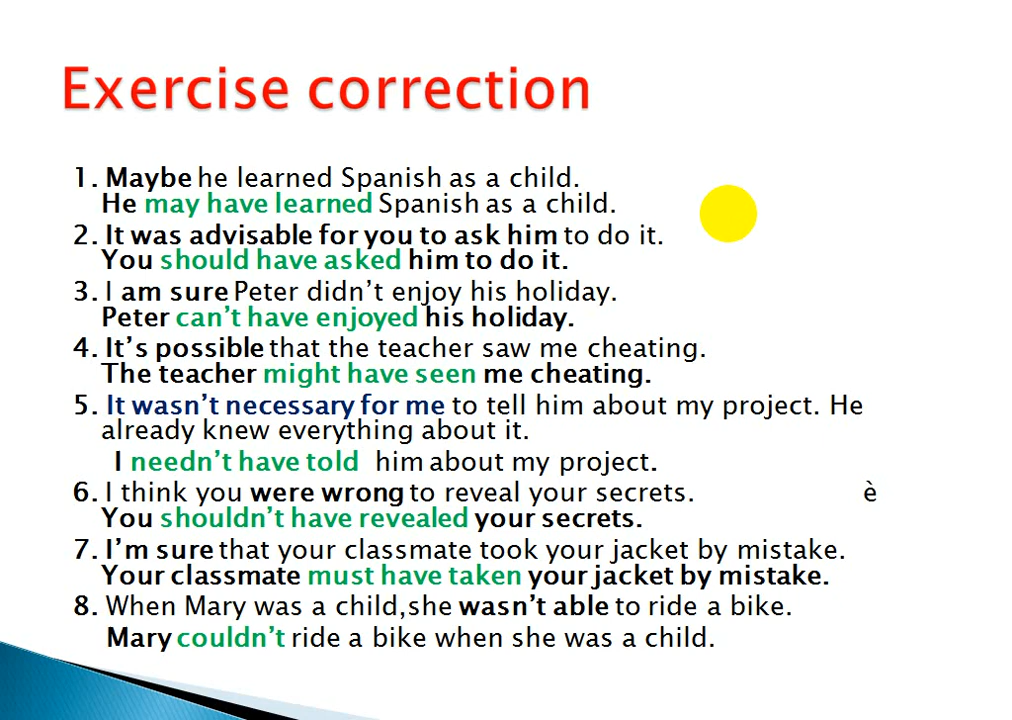 Exercise correction
1. Maybe he learned Spanish as a child.
He may have learned Spanish as a child.
2. It was advisable for you to ask him to do it.
You should have asked him to do it.
3. I am sure Peter didn’t enjoy his holiday.
Peter can’t have enjoyed his holiday.
4. It’s possible that the teacher saw me cheating.
The teacher might have seen me cheating.
5. It wasn’t necessary for me to tell him about my project. He
already knew everything about it.
I needn’t have told him about my project.
6. I think you were wrong to reveal your secrets. è
You shouldn’t have revealed your secrets.
7. I’m sure that your classmate took your jacket by mistake.
Your classmate must have taken your jacket by mistake.
8. When Mary was a child,she wasn’t able to ride a bike.
Mary couldn’t ride a bike when she was a child.